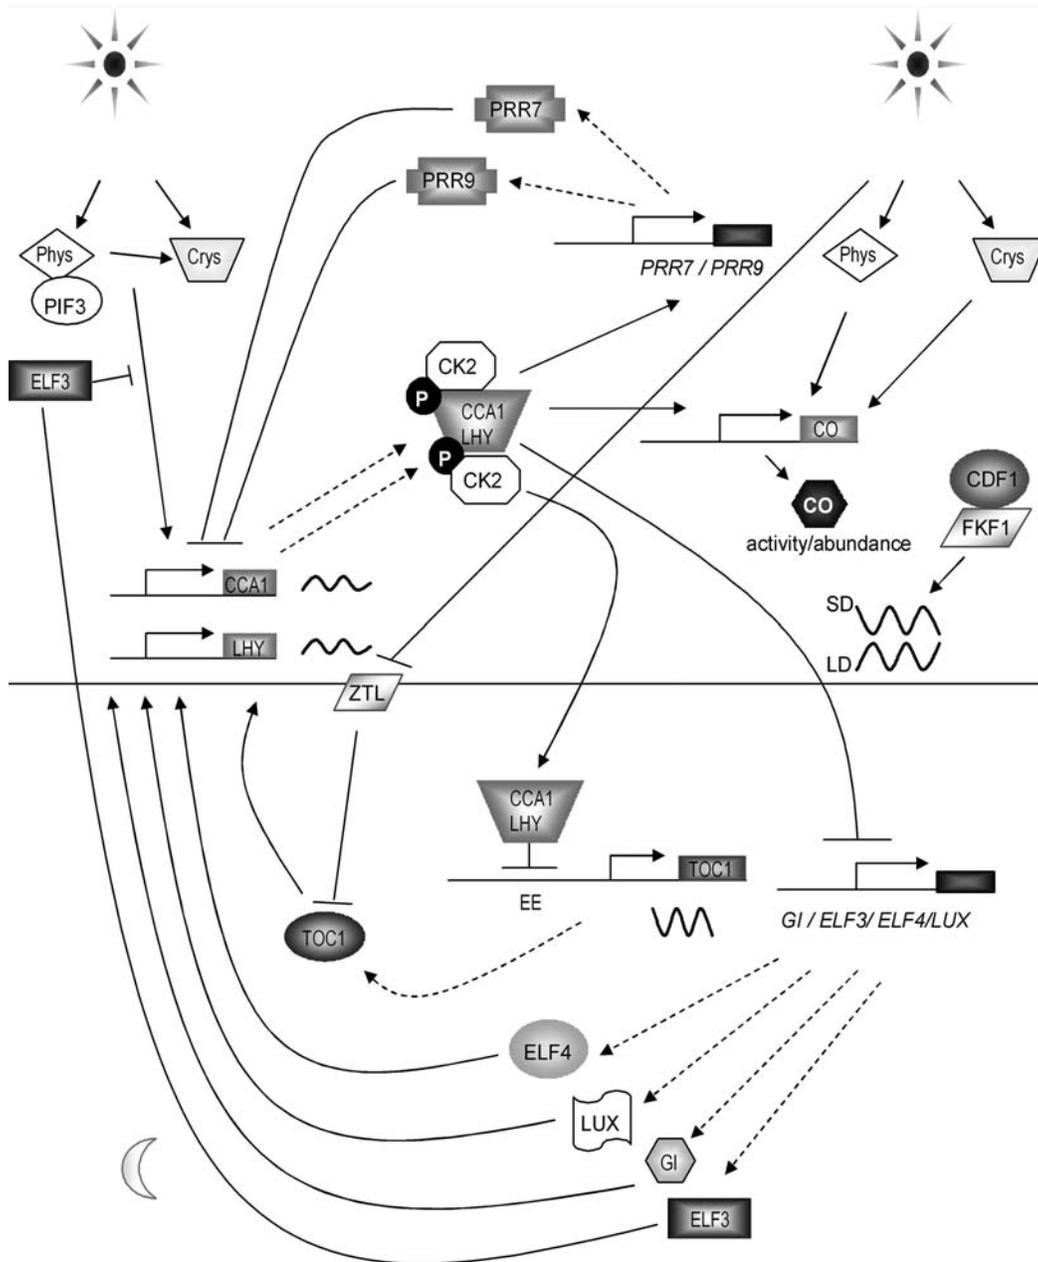 PRR7
PRR9
PRR7 / PRR9
Phys
Crys
PIF3
ELF3
Phys
Crys
CK2
P
CCA1
LHY
P
CK2
CO
CO
activity/abundance
CDF1
FKF1
SD
LD
CCA1
LHY
ZTL
CCA1
LHY
TOC1
EE
GI / ELF3/ ELF4/LUX
TOC1
ELF4
LUX
GI
ELF3